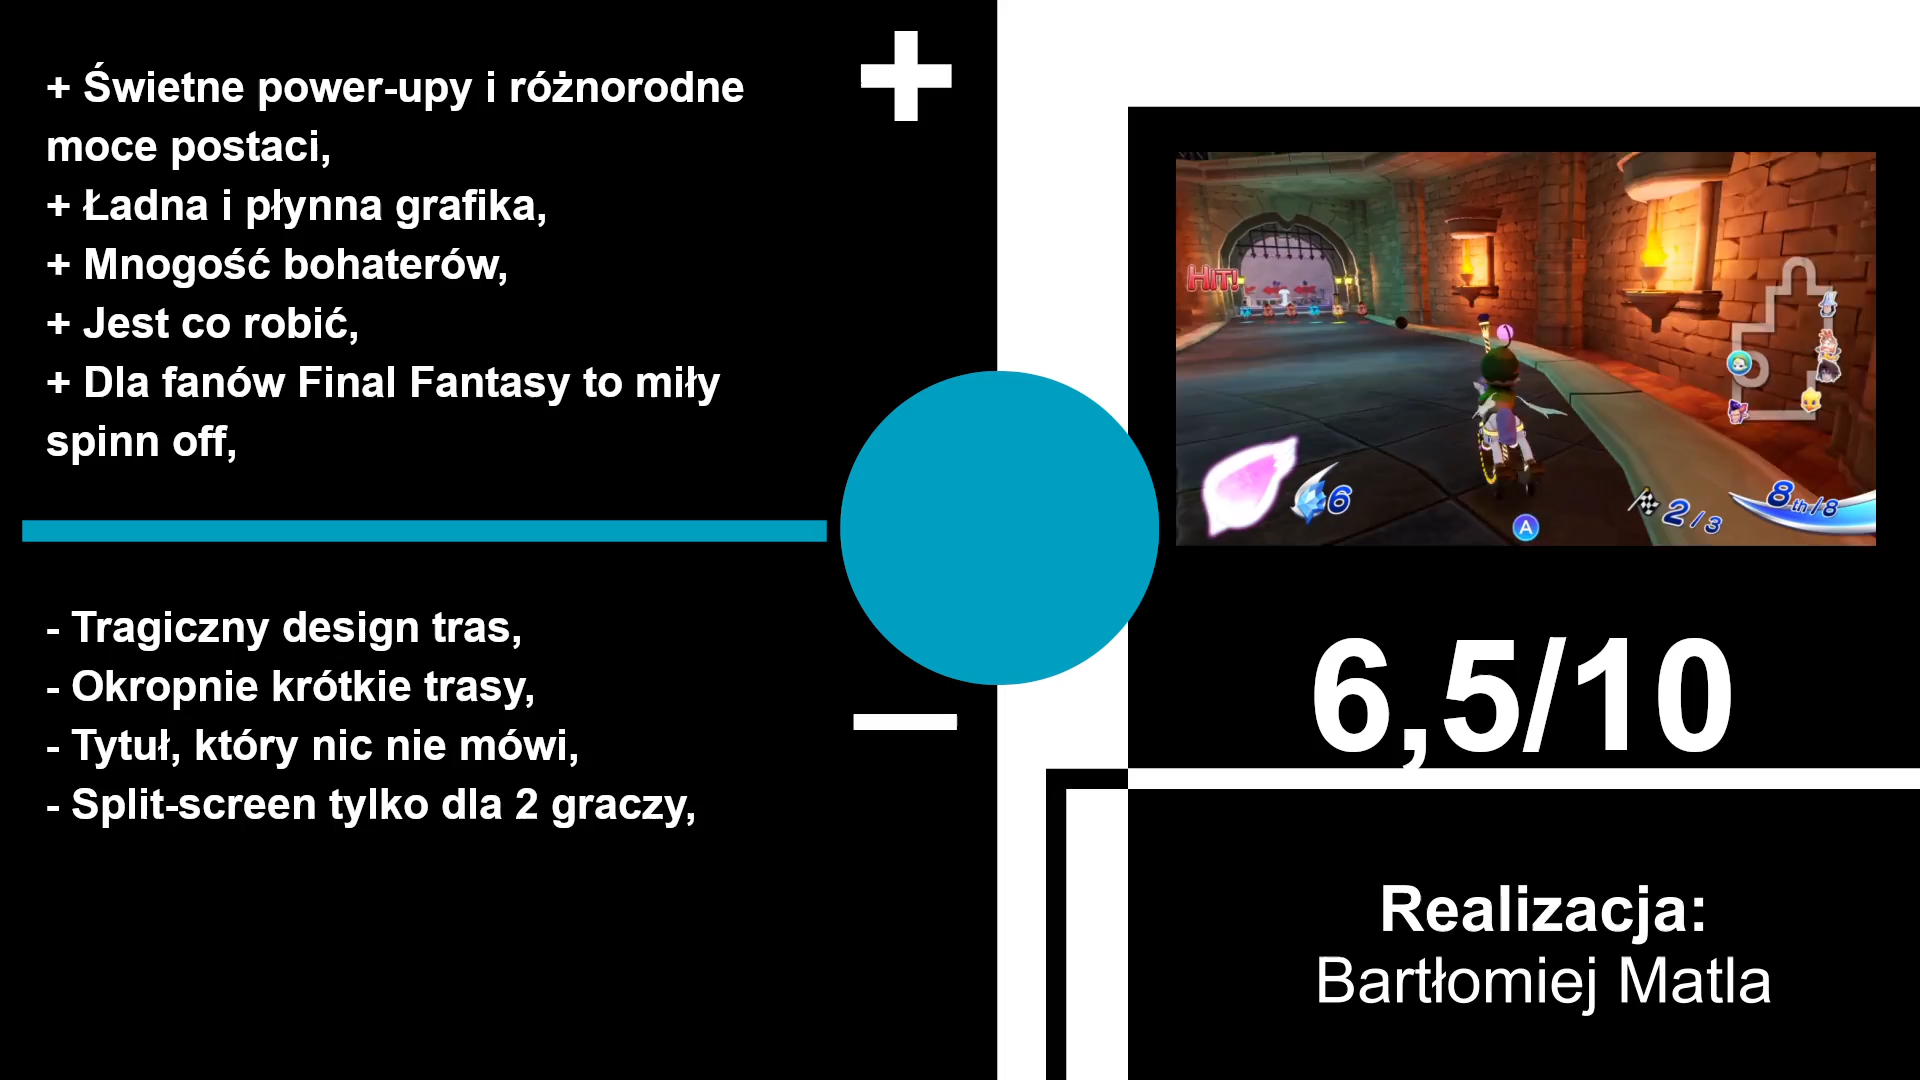 + Świetne power-upy i różnorodne
moce postaci,
+ Ładna i płynna grafika,
+ Mnogość bohaterów,
+ Jest co robić,
+ Dla fanów Final Fantasy to miły
spinn off,
- Tragiczny design tras,
- Okropnie krótkie trasy,
- Tytuł, który nic nie mówi,
- Split-screen tylko dla 2 graczy,
HIT!
6
A
2/3
8th/8
6,5/10
Realizacja:
Bartłomiej Matla